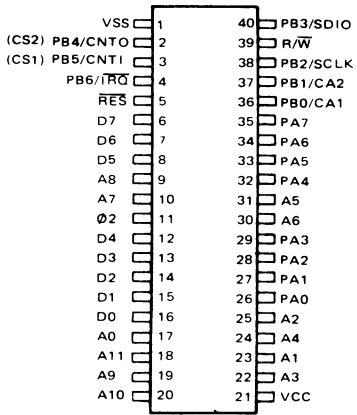 VSS 1 40 PB3/SDIO
(CS2) PB4/CNTO 2 39 R/W̅
(CS1) PB5/CNTI 3 38 PB2/SCLK
PB6/I̅R̅Q̅ 4 37 PB1/CA2
R̅E̅S̅ 5 36 PB0/CA1
D7 6 35 PA7
D6 7 34 PA6
D5 8 33 PA5
A8 9 32 PA4
A7 10 31 A5
Ø2 11 30 A6
D4 12 29 PA3
D3 13 28 PA2
D2 14 27 PA1
D1 15 26 PA0
D0 16 25 A2
A0 17 24 A4
A11 18 23 A1
A9 19 22 A3
A10 20 21 VCC